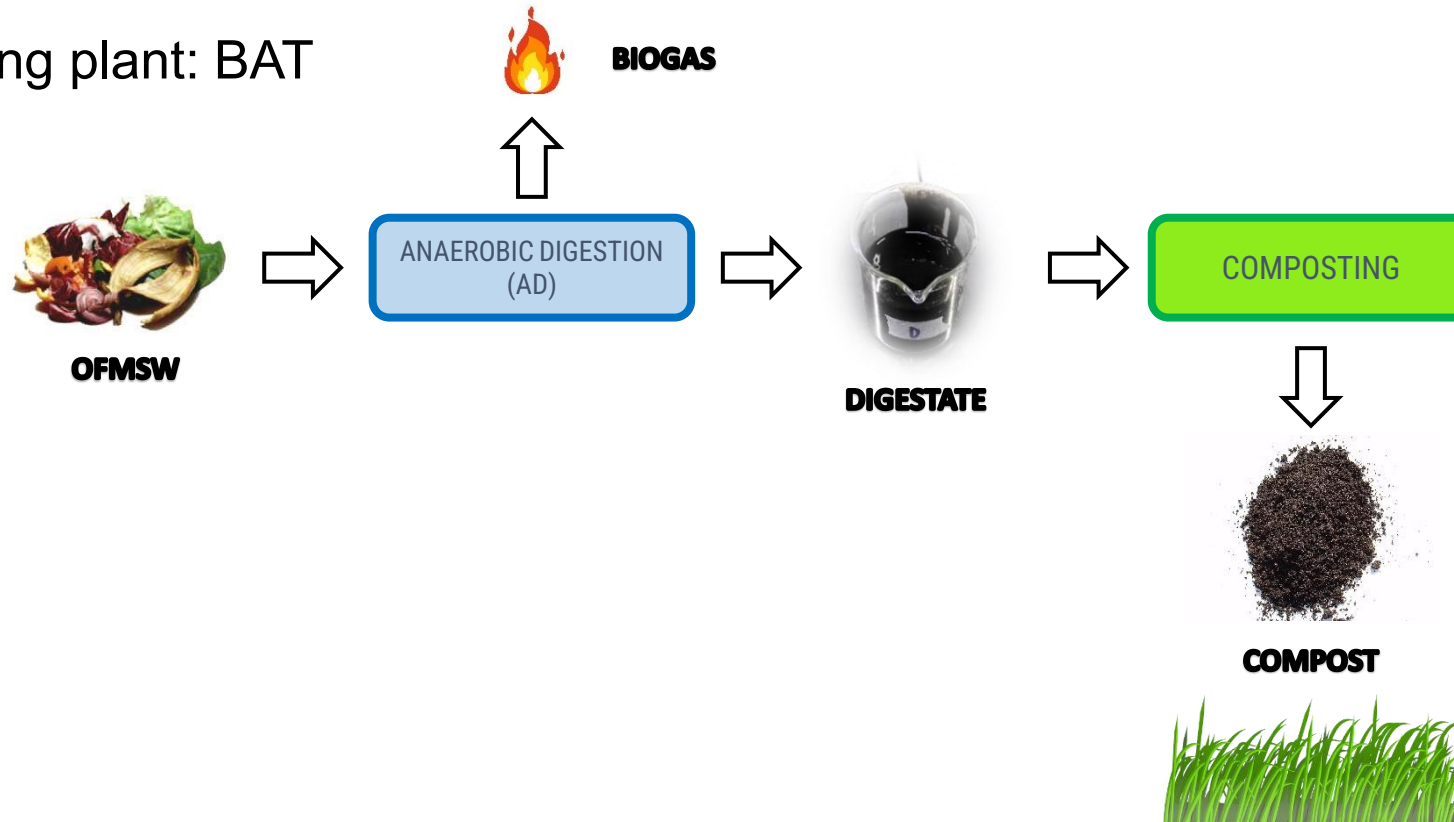 ng plant: BAT
BIOGAS
ANAEROBIC DIGESTION
(AD)
COMPOSTING
OFMSW
D
DIGESTATE
COMPOST